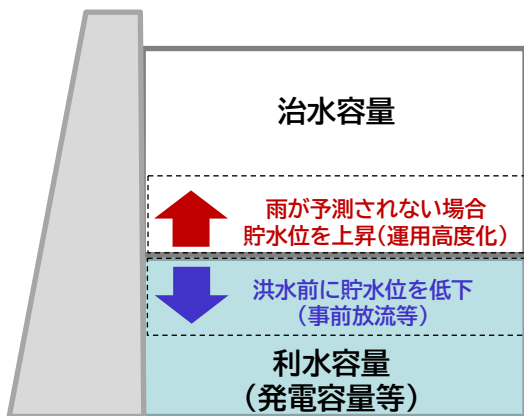 治水容量
雨が予測されない場合
貯水位を上昇(運用高度化)
洪水前に貯水位を低下
(事前放流等)
利水容量
(発電容量等)